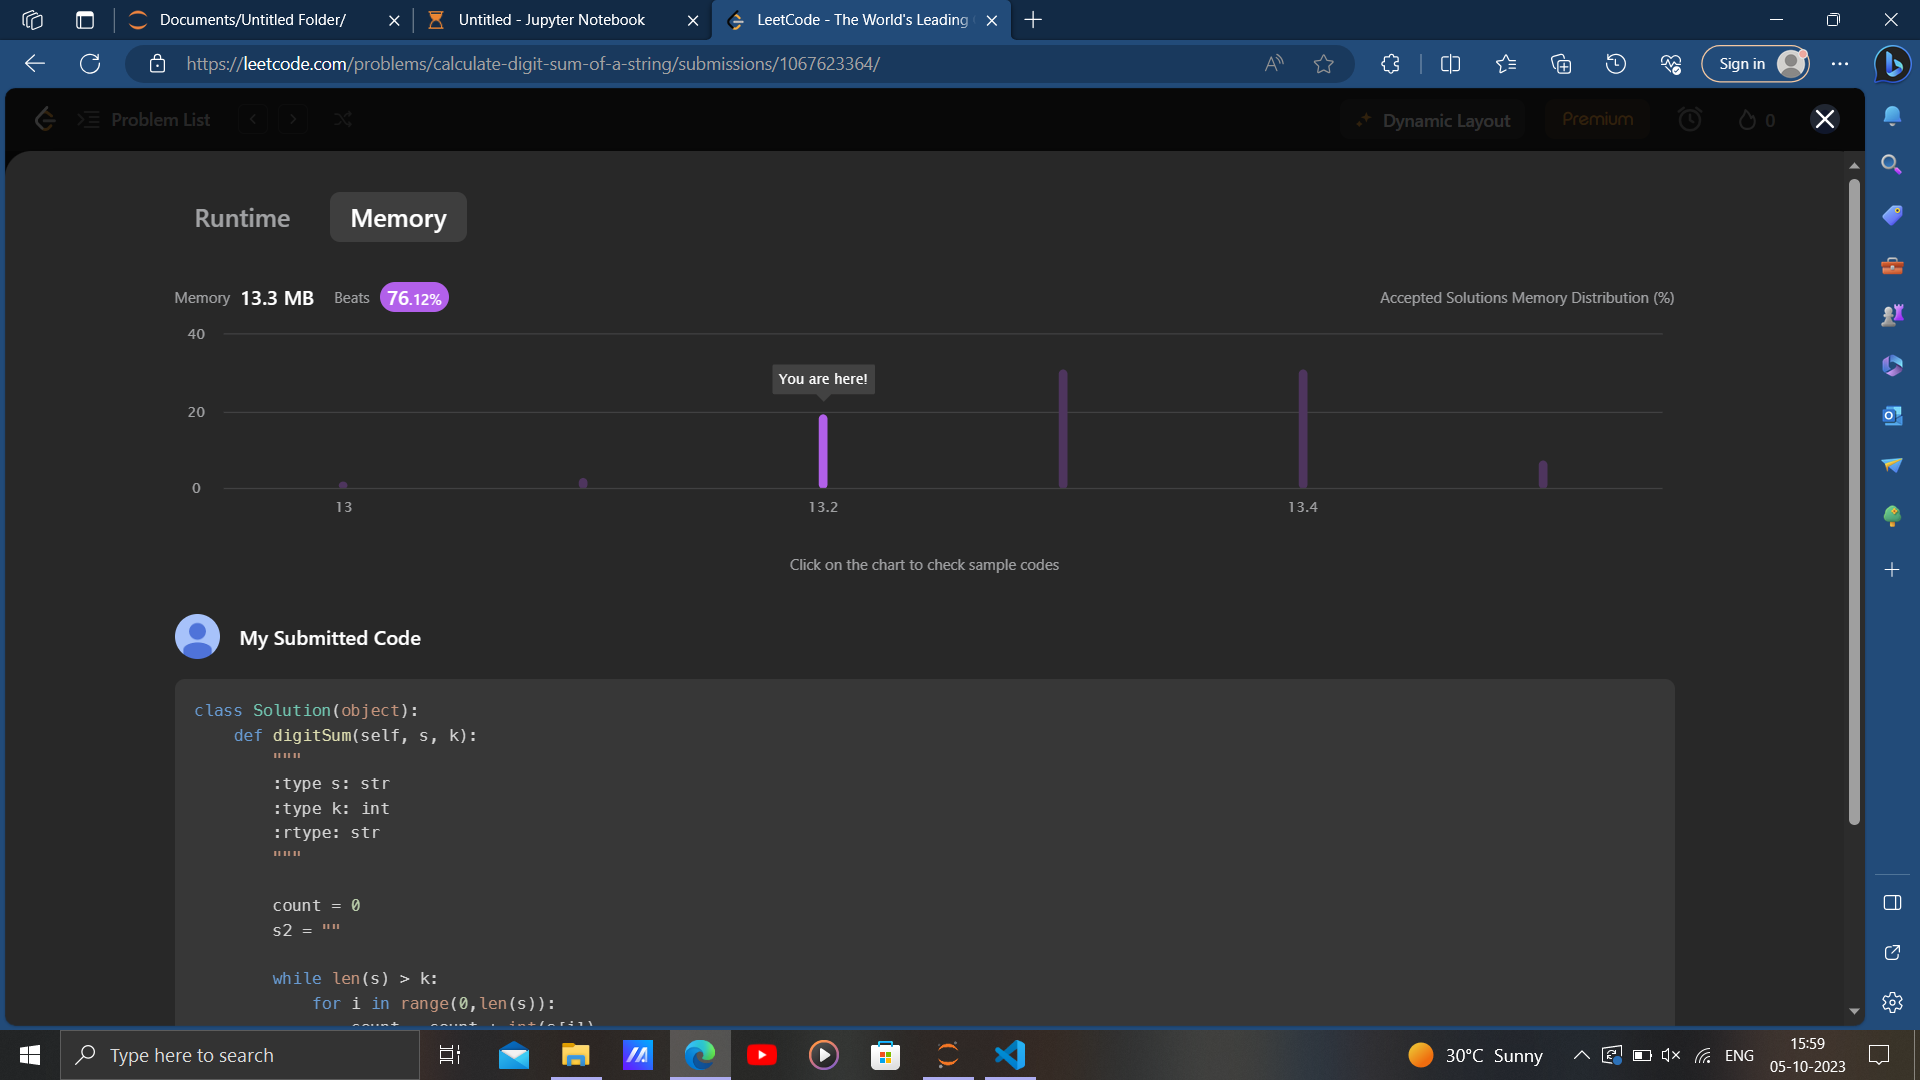 Documents/Untitled Folder/
Untitled - Jupyter Notebook
LeetCode - The World's Leading
https://leetcode.com/problems/calculate-digit-sum-of-a-string/submissions/1067623364/
Sign in
Problem List
Dynamic Layout
Premium
0
Runtime
Memory
Memory 13.3 MB Beats 76.12%
Accepted Solutions Memory Distribution (%)
40
You are here!
20
0
13
13.2
13.4
Click on the chart to check sample codes
My Submitted Code
class Solution(object):
def digitSum(self, s, k):
"""
:type s: str
:type k: int
:rtype: str
"""
count = 0
s2 = ""
while len(s) > k:
for i in range(0,len(s)):
Type here to search
30°C Sunny
ENG
15:59
05-10-2023